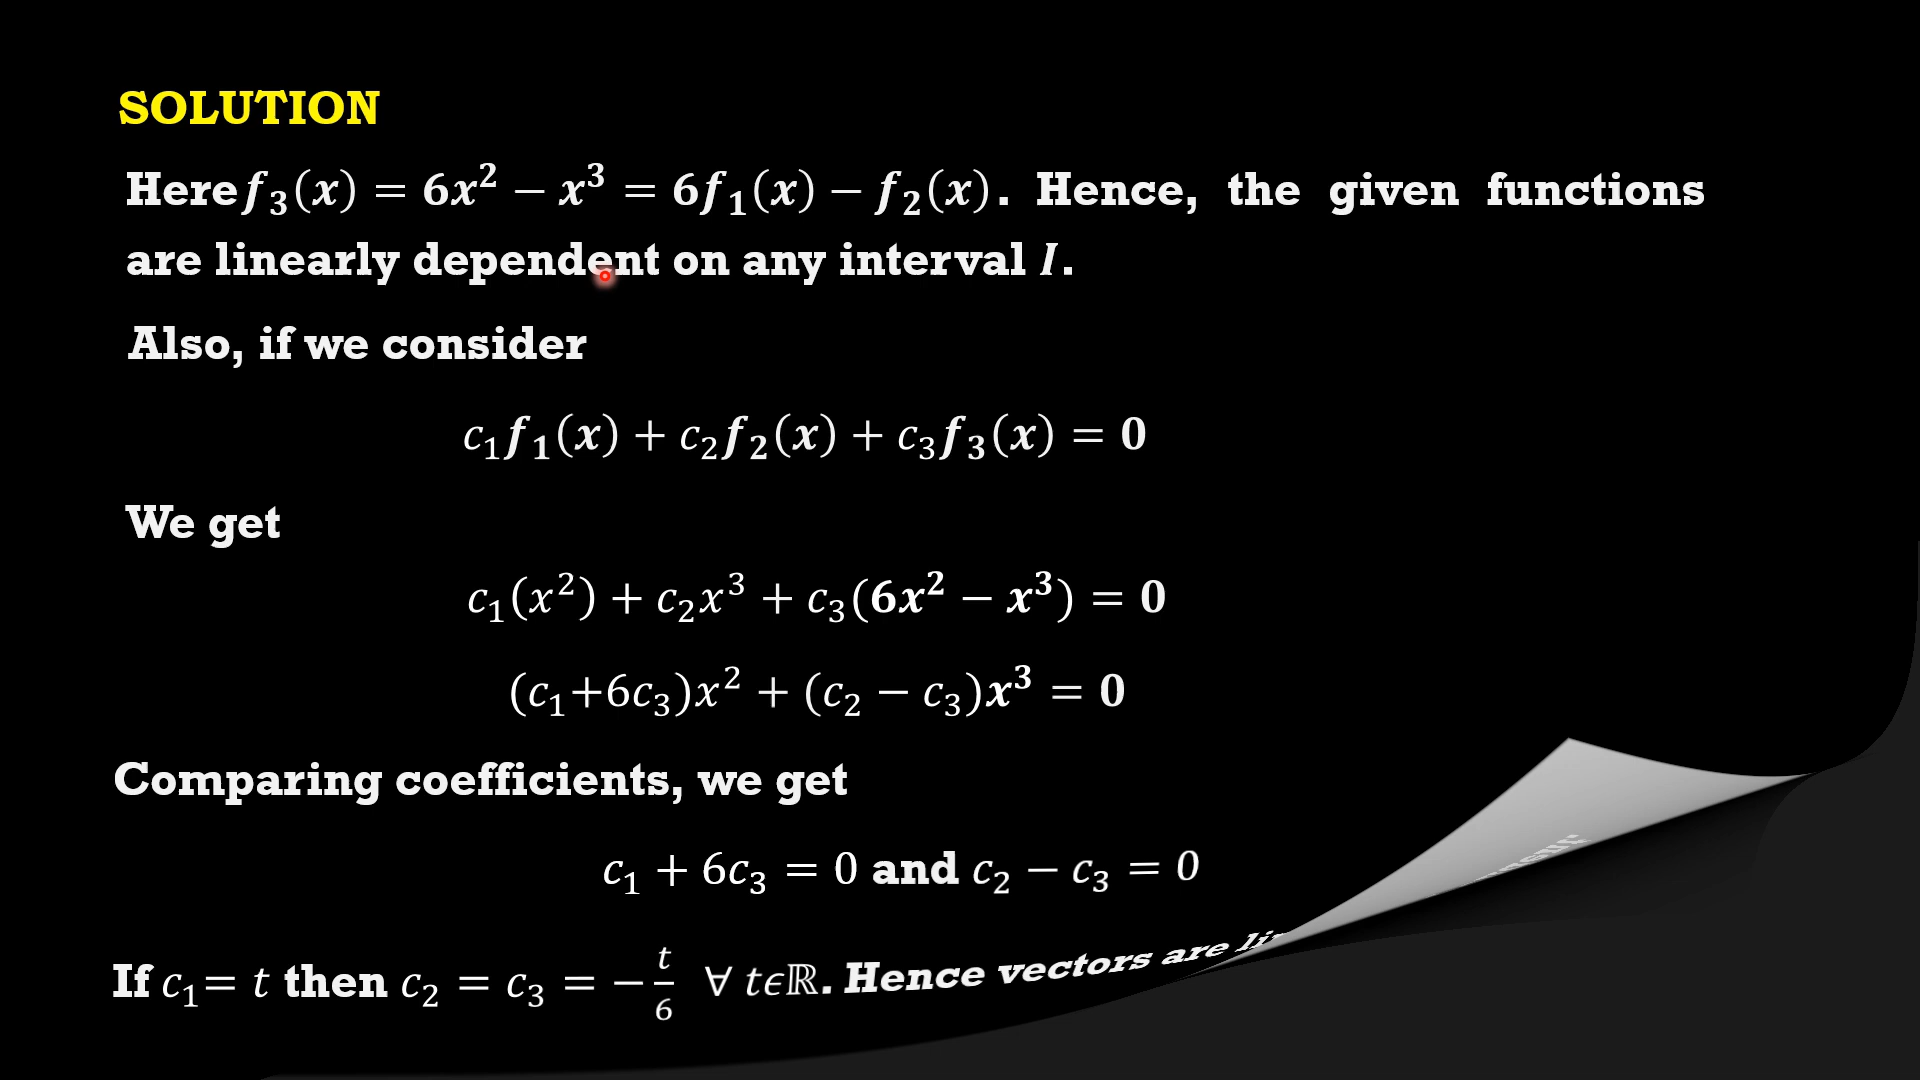 SOLUTION
Here f₃(x) = 6x² − x³ = 6f₁(x) − f₂(x). Hence, the given functions
are linearly dependent on any interval I.
Also, if we consider
c₁f₁(x) + c₂f₂(x) + c₃f₃(x) = 0
We get
c₁(x²) + c₂x³ + c₃(6x² − x³) = 0
(c₁+6c₃)x² + (c₂ − c₃)x³ = 0
Comparing coefficients, we get
c₁ + 6c₃ = 0 and c₂ − c₃ = 0
If c₁= t then c₂ = c₃ = −t/6 ∀ tϵℝ. Hence vectors are